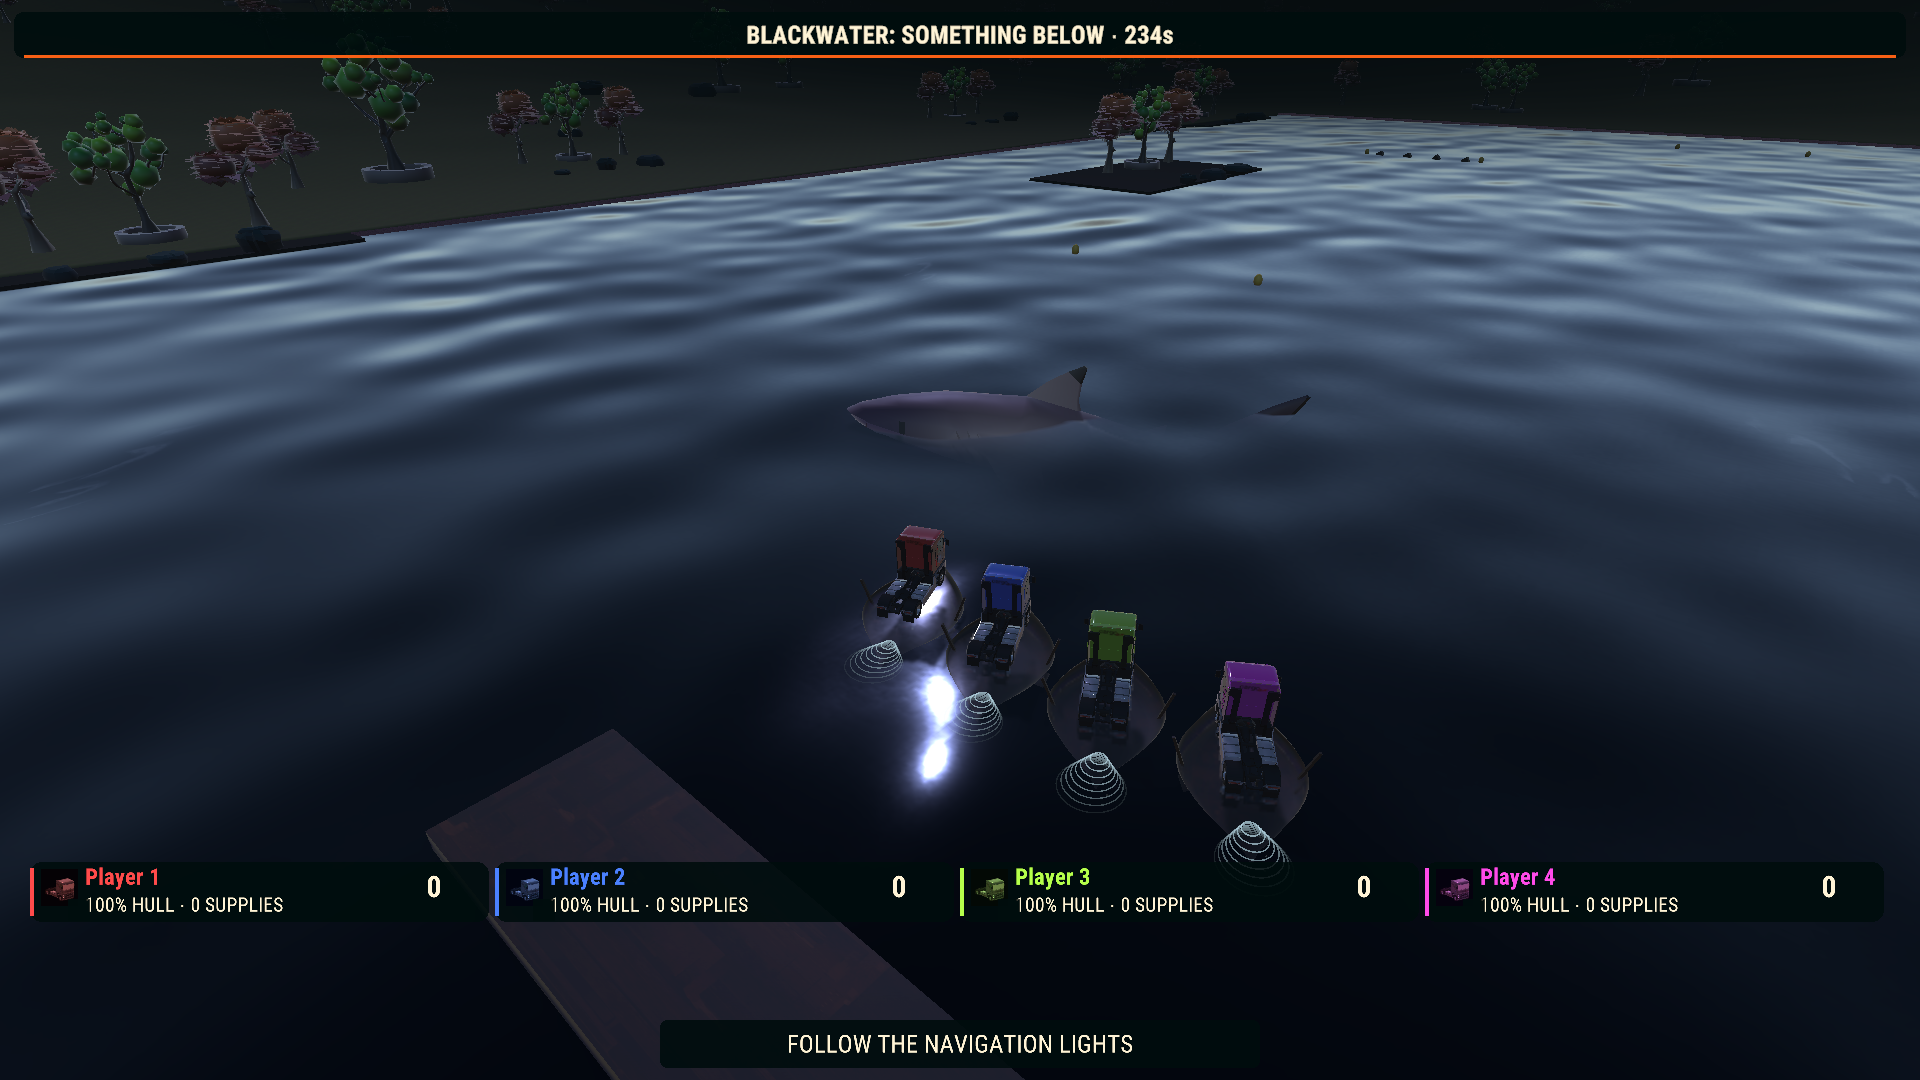 BLACKWATER: SOMETHING BELOW · 234s
Player 1
100% HULL · 0 SUPPLIES
0
Player 2
100% HULL · 0 SUPPLIES
0
Player 3
100% HULL · 0 SUPPLIES
0
Player 4
100% HULL · 0 SUPPLIES
0
FOLLOW THE NAVIGATION LIGHTS